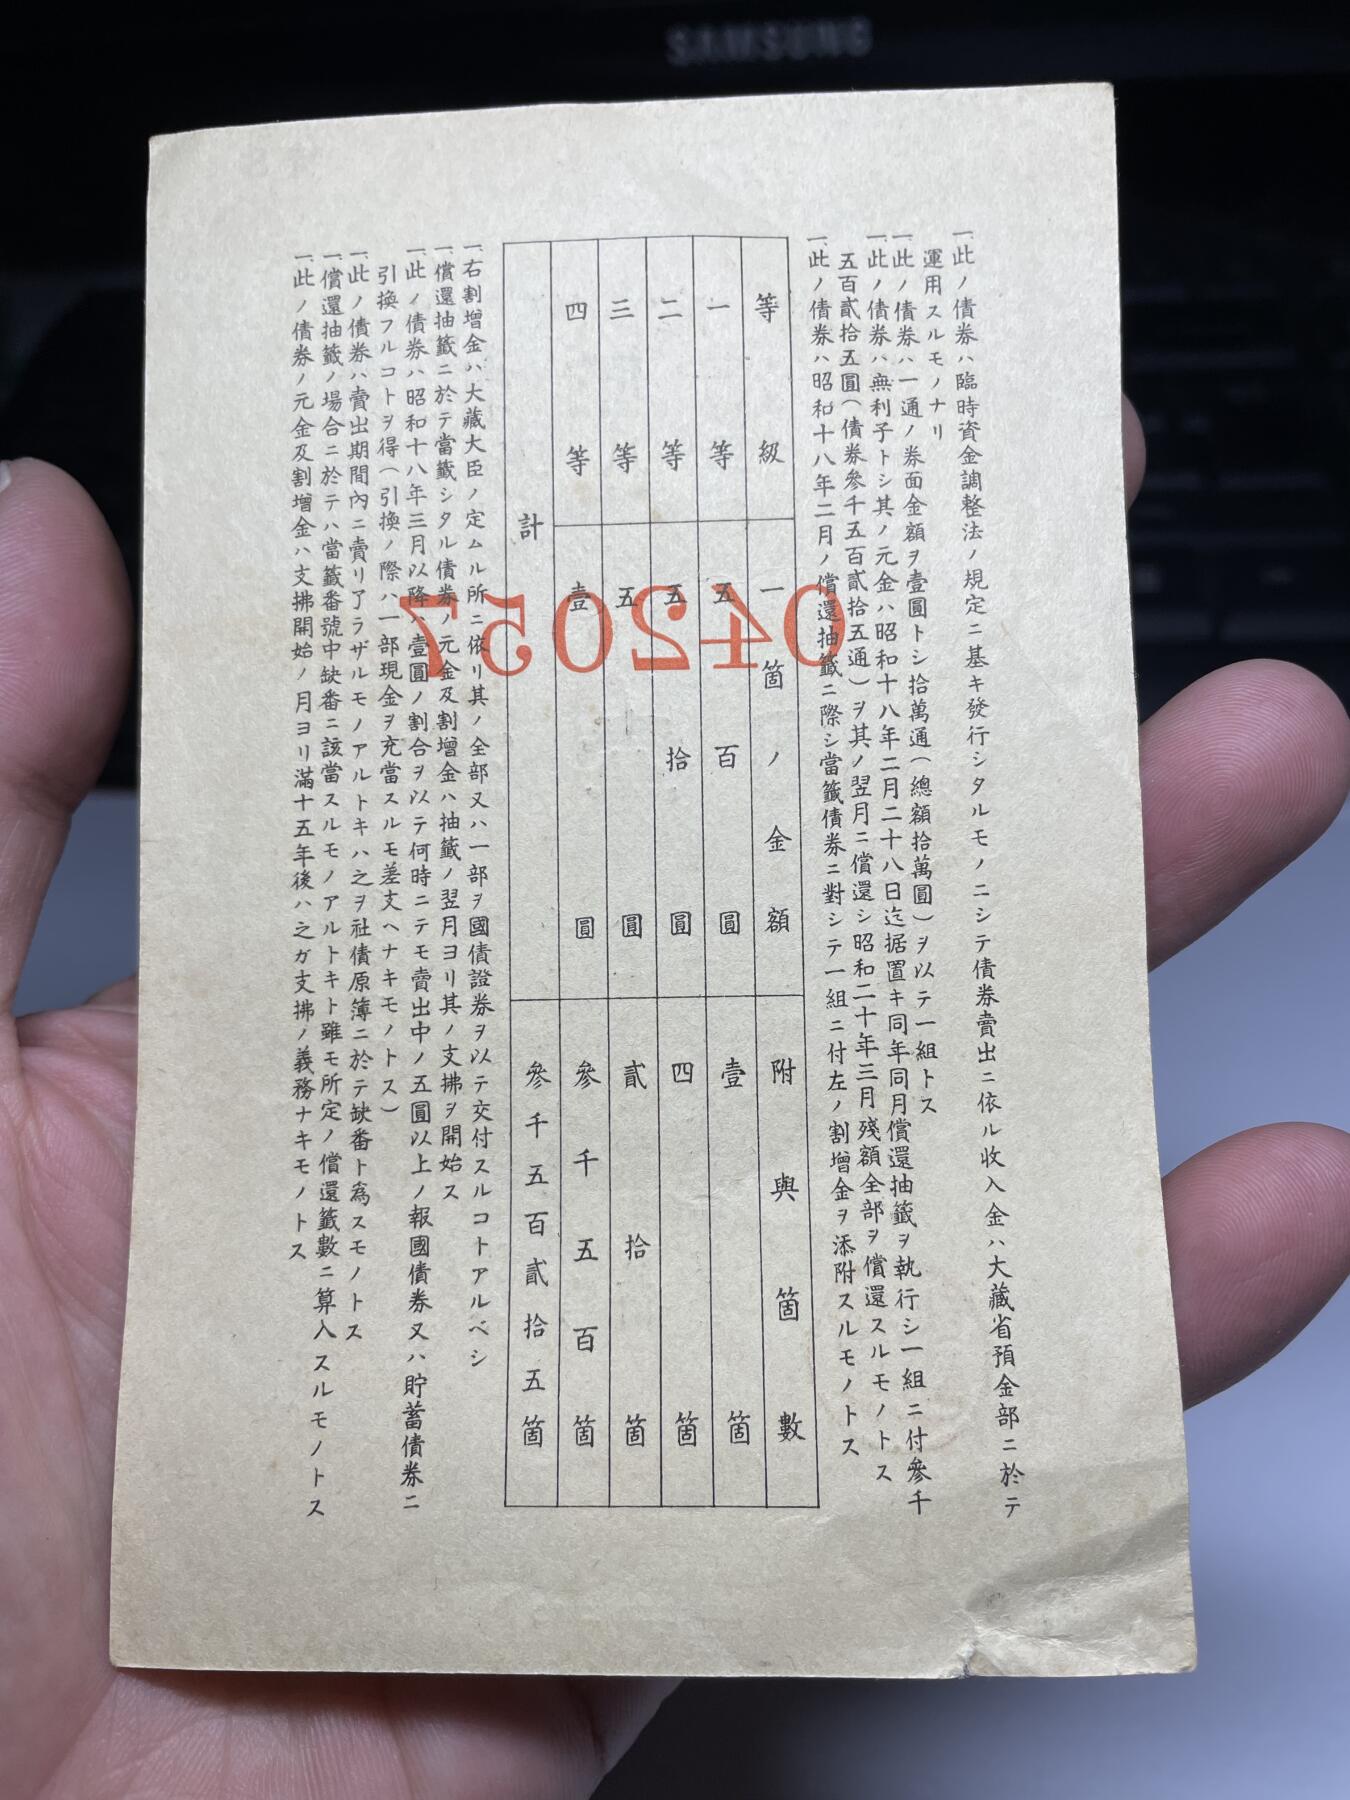 SAMSUNG
一、此ノ債券ハ臨時資金調整法ノ規定ニ基キ發行シタルモノニシテ債券賣出ニ依ル收入金ハ大藏省預金部ニ於テ
運用スルモノナリ
一、此ノ債券ハ一通ノ券面金額ヲ壹圓トシ拾萬通(總額拾萬圓)ヲ以テ一組トス
一、此ノ債券ハ無利子トシ其ノ元金ハ昭和十八年二月二十八日迄据置キ同年同月償還抽籤ヲ執行シ一組ニ付參千
五百貳拾五圓(債券參千五百貳拾五通)ヲ其ノ翌月ニ償還シ昭和二十年三月殘額全部ヲ償還スルモノトス
一、此ノ債券ハ昭和十八年二月ノ償還抽籤ニ際シ當籤債券ニ對シテ一組ニ付左ノ割增金ヲ添附スルモノトス
等級 一箇ノ金額 附與箇數
一等 五百圓 壹箇
二等 五拾圓 四箇
三等 五圓 貳拾箇
四等 壹圓 參千五百箇
計 參千五百貳拾五箇
042057
一、右割增金ハ大藏大臣ノ定ムル所ニ依リ其ノ全部又ハ一部ヲ國債證券ヲ以テ交付スルコトアルベシ
一、償還抽籤ニ於テ當籤シタル債券ノ元金及割增金ハ抽籤ノ翌月ヨリ其ノ支拂ヲ開始ス
一、此ノ債券ハ昭和十八年三月以降ハ壹圓ノ割合ヲ以テ何時ニテモ賣出中ノ五圓以上ノ報國債券又ハ貯蓄債券ニ
引換フルコトヲ得(引換ノ際ハ一部現金ヲ充當スルモ差支ヘナキモノトス)
一、此ノ債券ハ賣出期間內ニ賣リ了ラザルモノアルトキハ之ヲ社債原簿ニ於テ缺番ト爲スモノトス
一、償還抽籤ノ場合ニ於テハ當籤番號中缺番ニ該當スルモノアルトキト雖モ所定ノ償還籤數ニ算入スルモノトス
一、此ノ債券ノ元金及割增金ハ支拂開始ノ月ヨリ滿十五年後ハ之ガ支拂ノ義務ナキモノトス